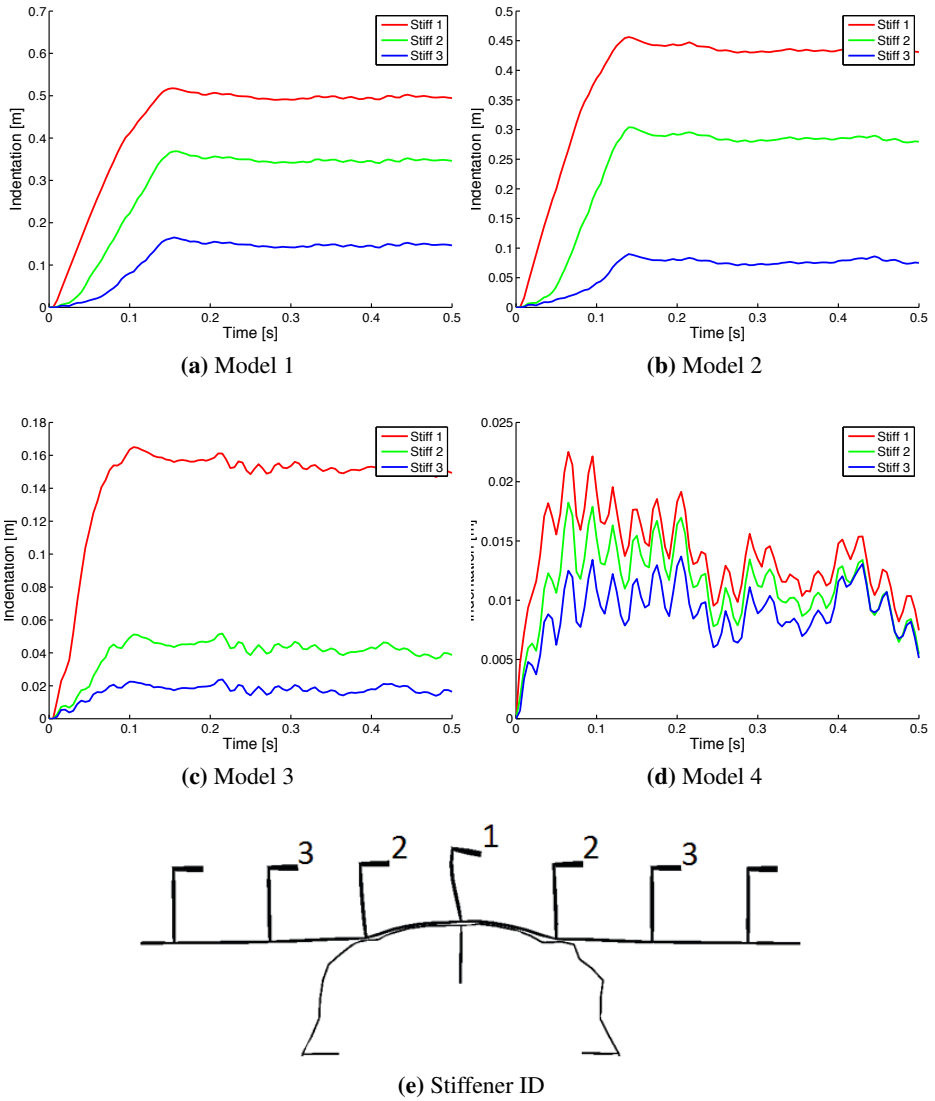 0.7
0.6
0.5
0.4
0.3
0.2
0.1
0
Indentation [m]
Stiff 1
Stiff 2
Stiff 3
0 0.1 0.2 0.3 0.4 0.5
Time [s]
(a) Model 1
0.5
0.45
0.4
0.35
0.3
0.25
0.2
0.15
0.1
0.05
0
Indentation [m]
Stiff 1
Stiff 2
Stiff 3
0 0.1 0.2 0.3 0.4 0.5
Time [s]
(b) Model 2
0.18
0.16
0.14
0.12
0.1
0.08
0.06
0.04
0.02
0
Indentation [m]
Stiff 1
Stiff 2
Stiff 3
0 0.1 0.2 0.3 0.4 0.5
Time [s]
(c) Model 3
0.025
0.02
0.015
0.01
0.005
0
Indentation [m]
Stiff 1
Stiff 2
Stiff 3
0 0.1 0.2 0.3 0.4 0.5
Time [s]
(d) Model 4
3 2 1 2 3
(e) Stiffener ID